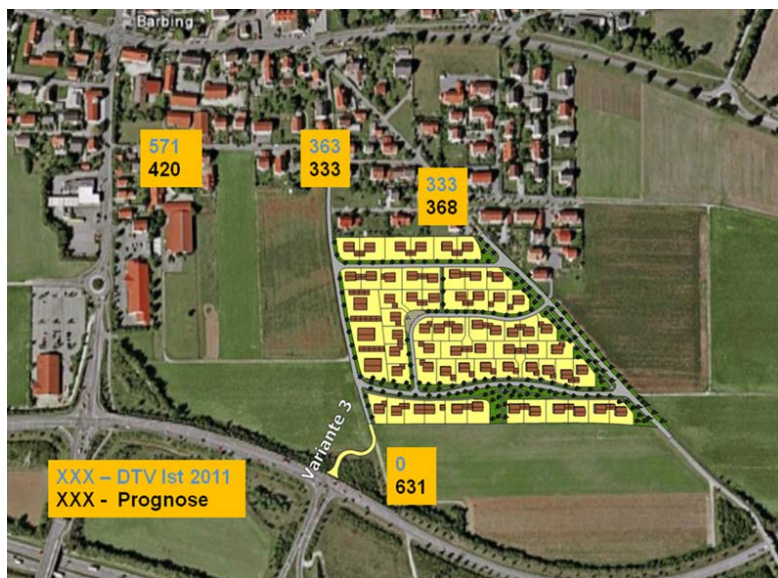 Barbing
571
420
363
333
333
368
Variante 3
0
631
XXX – DTV Ist 2011
XXX - Prognose